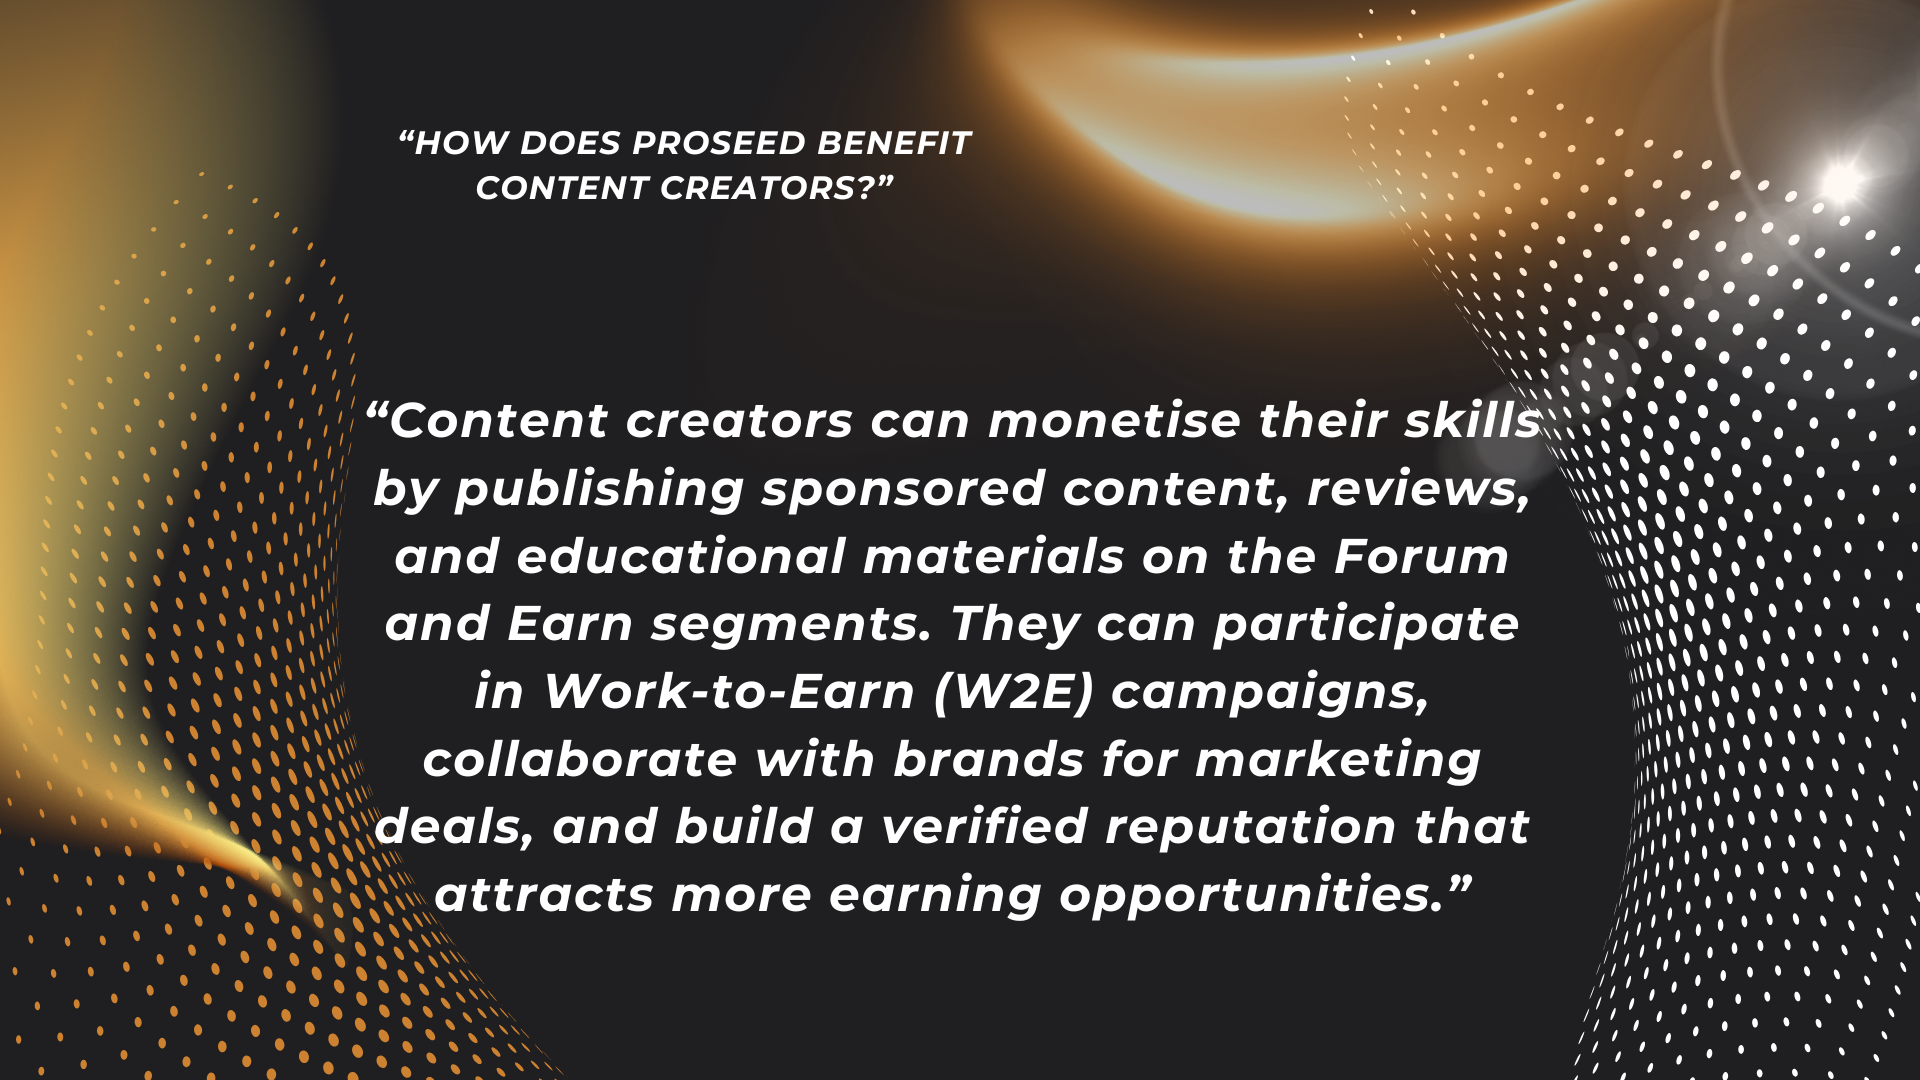 “HOW DOES PROSEED BENEFIT
CONTENT CREATORS?”
“Content creators can monetise their skills
by publishing sponsored content, reviews,
and educational materials on the Forum
and Earn segments. They can participate
in Work-to-Earn (W2E) campaigns,
collaborate with brands for marketing
deals, and build a verified reputation that
attracts more earning opportunities.”